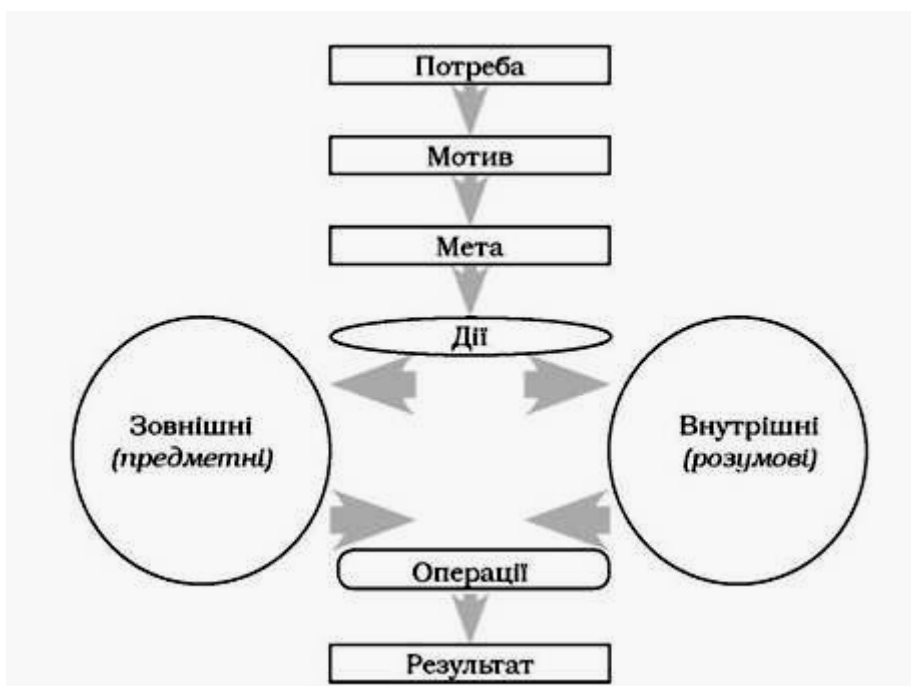 Потреба
Мотив
Мета
Дії
Зовнішні
(предметні)
Внутрішні
(розумові)
Операції
Результат